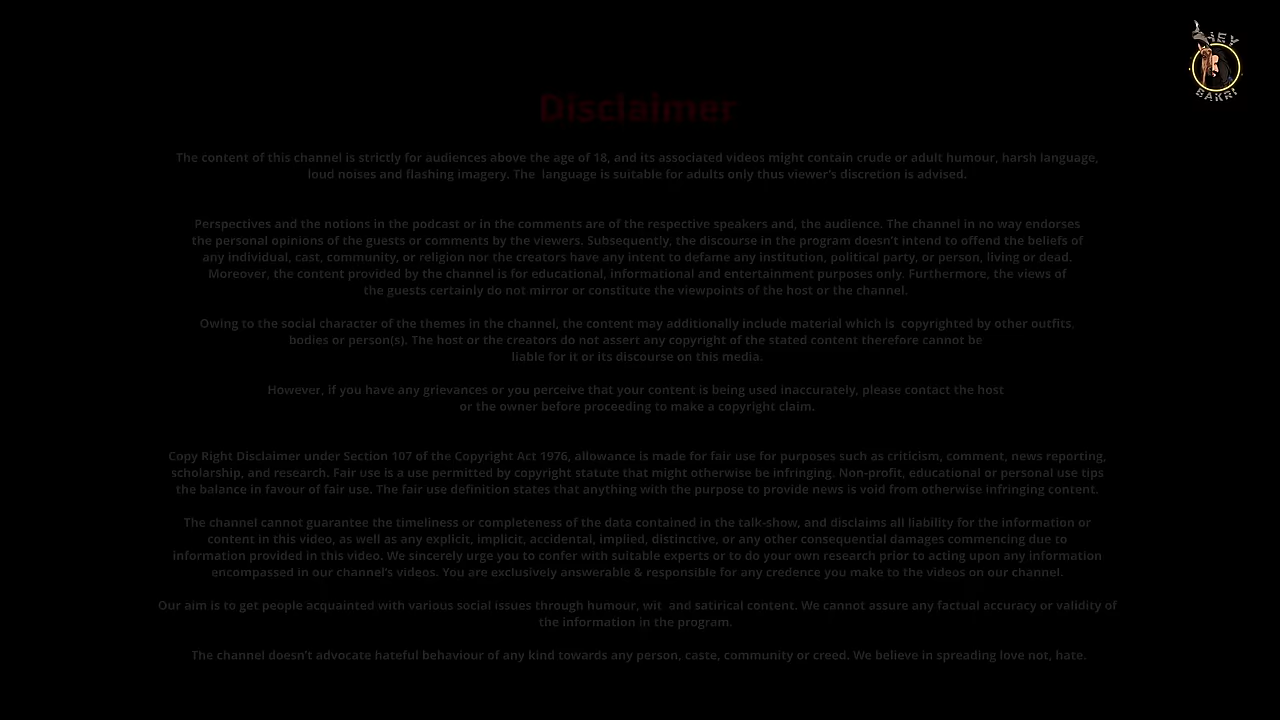 HEY
BAKRI
Disclaimer
The content of this channel is strictly for audiences above the age of 18, and its associated videos might contain crude or adult humour, harsh language,
loud noises and flashing imagery. The language is suitable for adults only thus viewer's discretion is advised.
Perspectives and the notions in the podcast or in the comments are of the respective speakers and, the audience. The channel in no way endorses
the personal opinions of the guests or comments by the viewers. Subsequently, the discourse in the program doesn't intend to offend the beliefs of
any individual, cast, community, or religion nor the creators have any intent to defame any institution, political party, or person, living or dead.
Moreover, the content provided by the channel is for educational, informational and entertainment purposes only. Furthermore, the views of
the guests certainly do not mirror or constitute the viewpoints of the host or the channel.
Owing to the social character of the themes in the channel, the content may additionally include material which is copyrighted by other outfits,
bodies or person(s). The host or the creators do not assert any copyright of the stated content therefore cannot be
liable for it or its discourse on this media.
However, if you have any grievances or you perceive that your content is being used inaccurately, please contact the host
or the owner before proceeding to make a copyright claim.
Copy Right Disclaimer under Section 107 of the Copyright Act 1976, allowance is made for fair use for purposes such as criticism, comment, news reporting,
scholarship, and research. Fair use is a use permitted by copyright statute that might otherwise be infringing. Non-profit, educational or personal use tips
the balance in favour of fair use. The fair use definition states that anything with the purpose to provide news is void from otherwise infringing content.
The channel cannot guarantee the timeliness or completeness of the data contained in the talk-show, and disclaims all liability for the information or
content in this video, as well as any explicit, implicit, accidental, implied, distinctive, or any other consequential damages commencing due to
information provided in this video. We sincerely urge you to confer with suitable experts or to do your own research prior to acting upon any information
encompassed in our channel's videos. You are exclusively answerable & responsible for any credence you make to the videos on our channel.
Our aim is to get people acquainted with various social issues through humour, wit and satirical content. We cannot assure any factual accuracy or validity of
the information in the program.
The channel doesn't advocate hateful behaviour of any kind towards any person, caste, community or creed. We believe in spreading love not, hate.